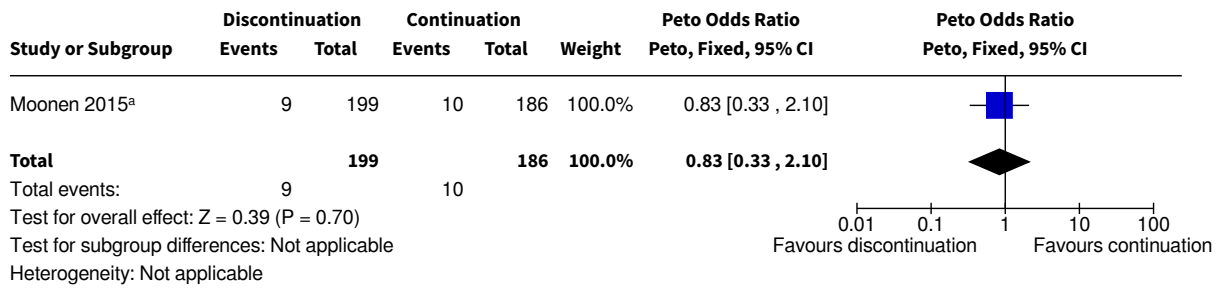 Discontinuation Continuation Peto Odds Ratio Peto Odds Ratio
Study or Subgroup Events Total Events Total Weight Peto, Fixed, 95% CI Peto, Fixed, 95% CI
Moonen 2015ᵃ 9 199 10 186 100.0% 0.83 [0.33 , 2.10]
Total 199 186 100.0% 0.83 [0.33 , 2.10]
Total events: 9 10
Test for overall effect: Z = 0.39 (P = 0.70)
0.01 0.1 1 10 100
Test for subgroup differences: Not applicable Favours discontinuation Favours continuation
Heterogeneity: Not applicable